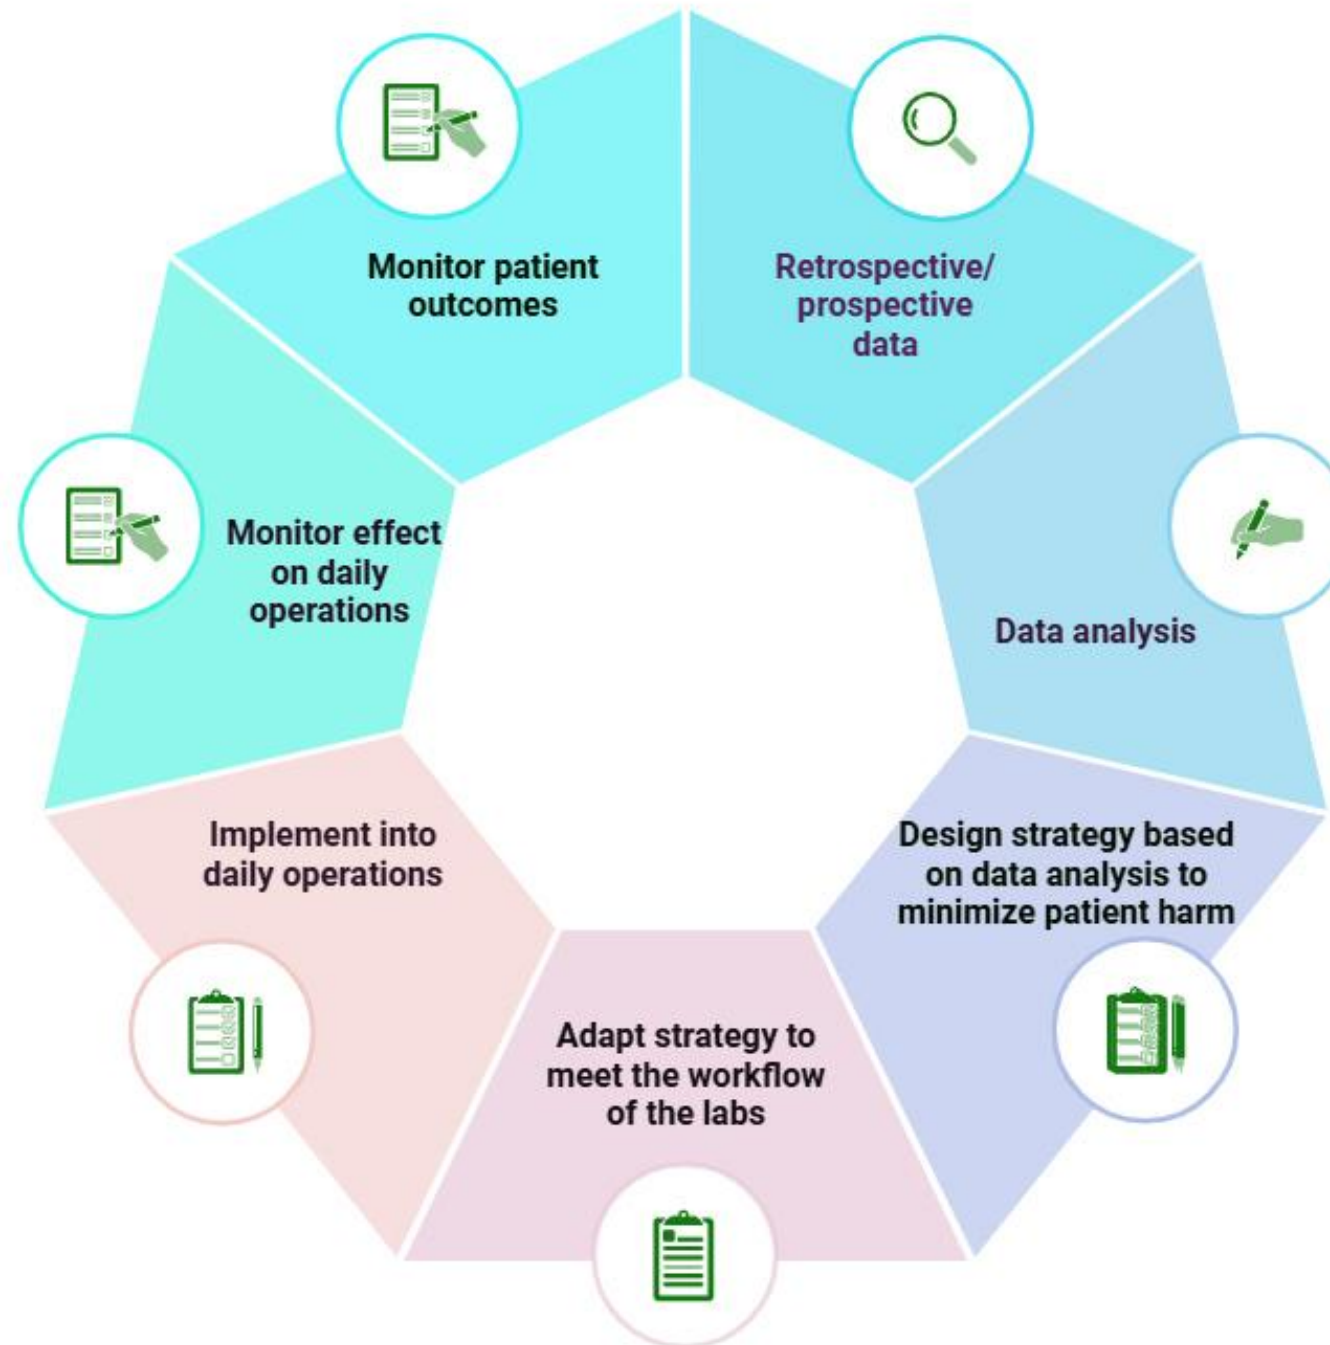 Monitor patient
outcomes
Retrospective/
prospective
data
Monitor effect
on daily
operations
Data analysis
Implement into
daily operations
Design strategy based
on data analysis to
minimize patient harm
Adapt strategy to
meet the workflow
of the labs